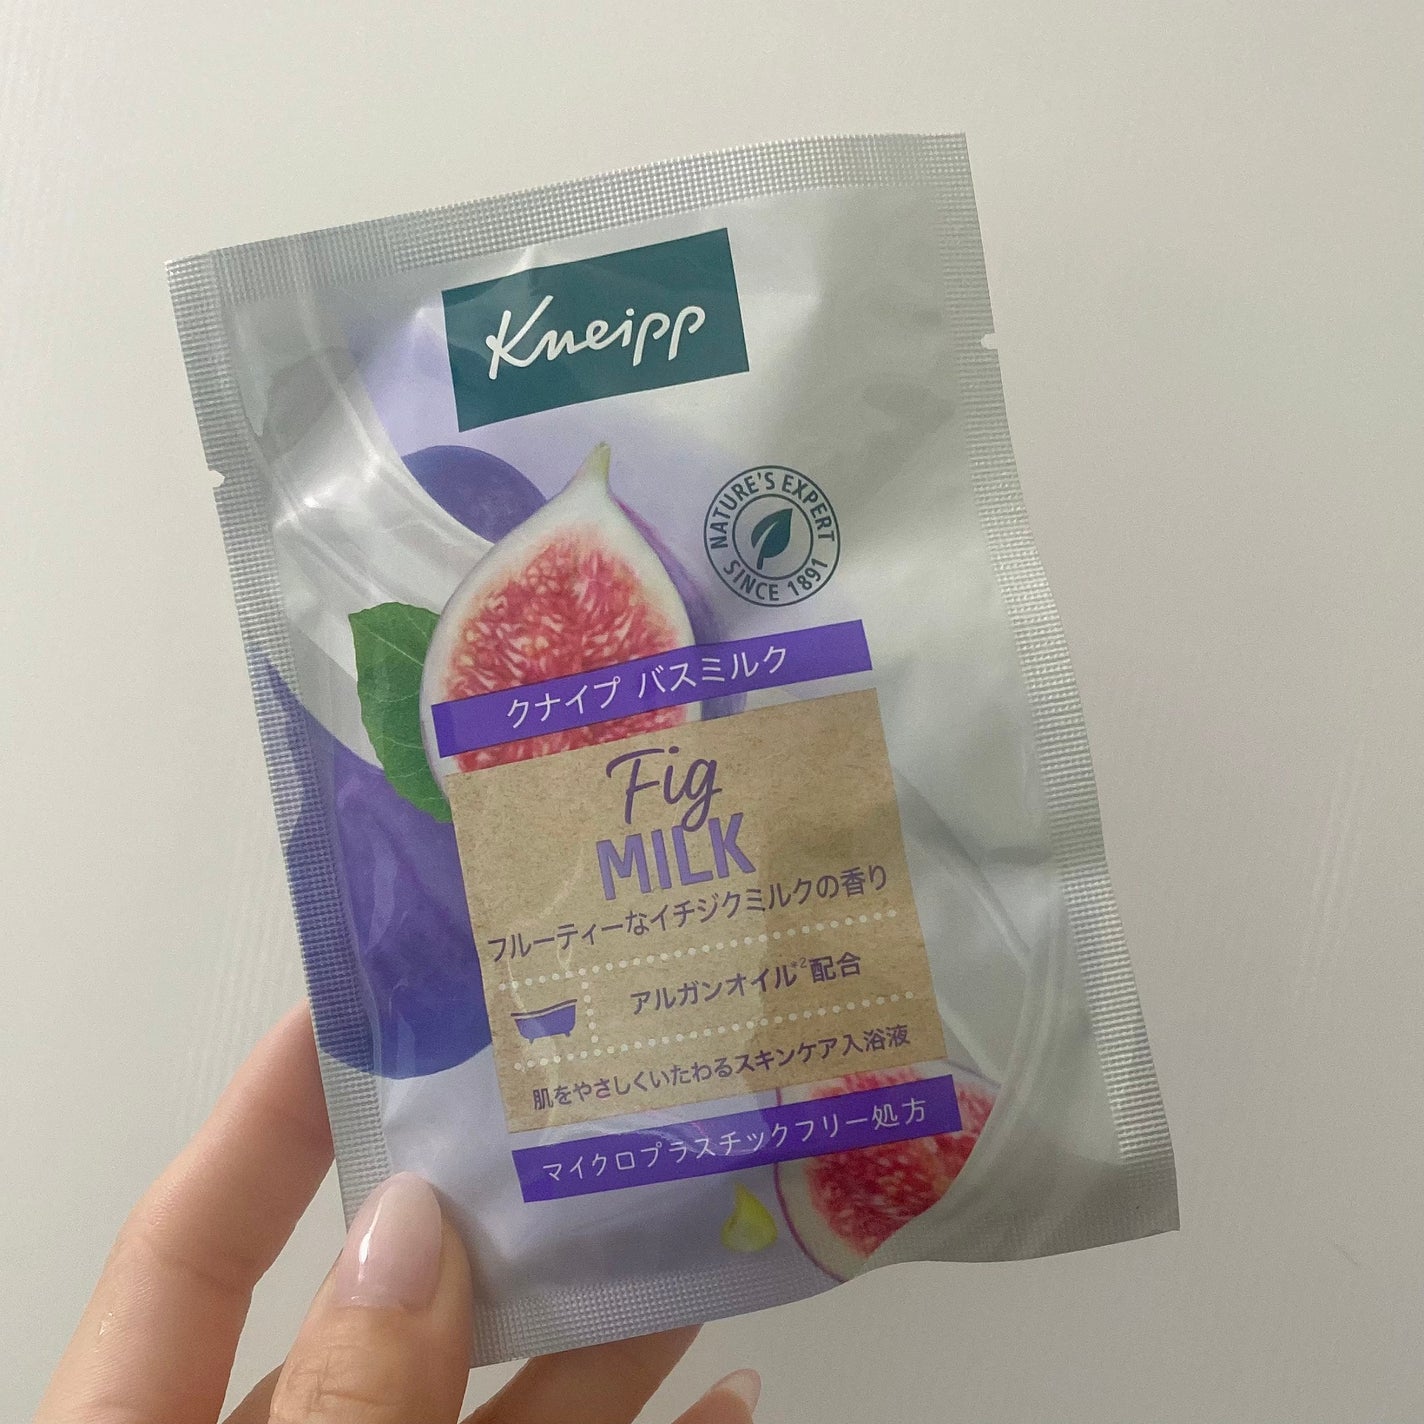 Kneipp
NATURE'S EXPERT
SINCE 1891
クナイプ バスミルク
Fig
MILK
フルーティーなイチジクミルクの香り
アルガンオイル※2配合
肌をやさしくいたわるスキンケア入浴液
マイクロプラスチックフリー処方